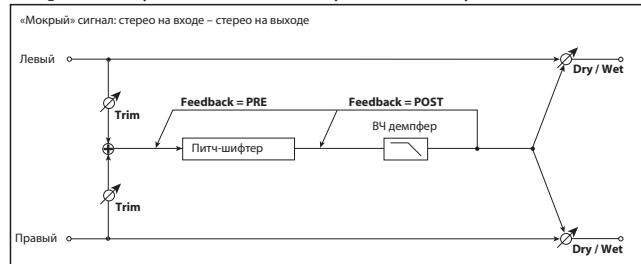 «Мокрый» сигнал: стерео на входе – стерео на выходе
Левый
Dry / Wet
Feedback = PRE
Feedback = POST
Trim
ВЧ демпфер
Питч-шифтер
Trim
Правый
Dry / Wet